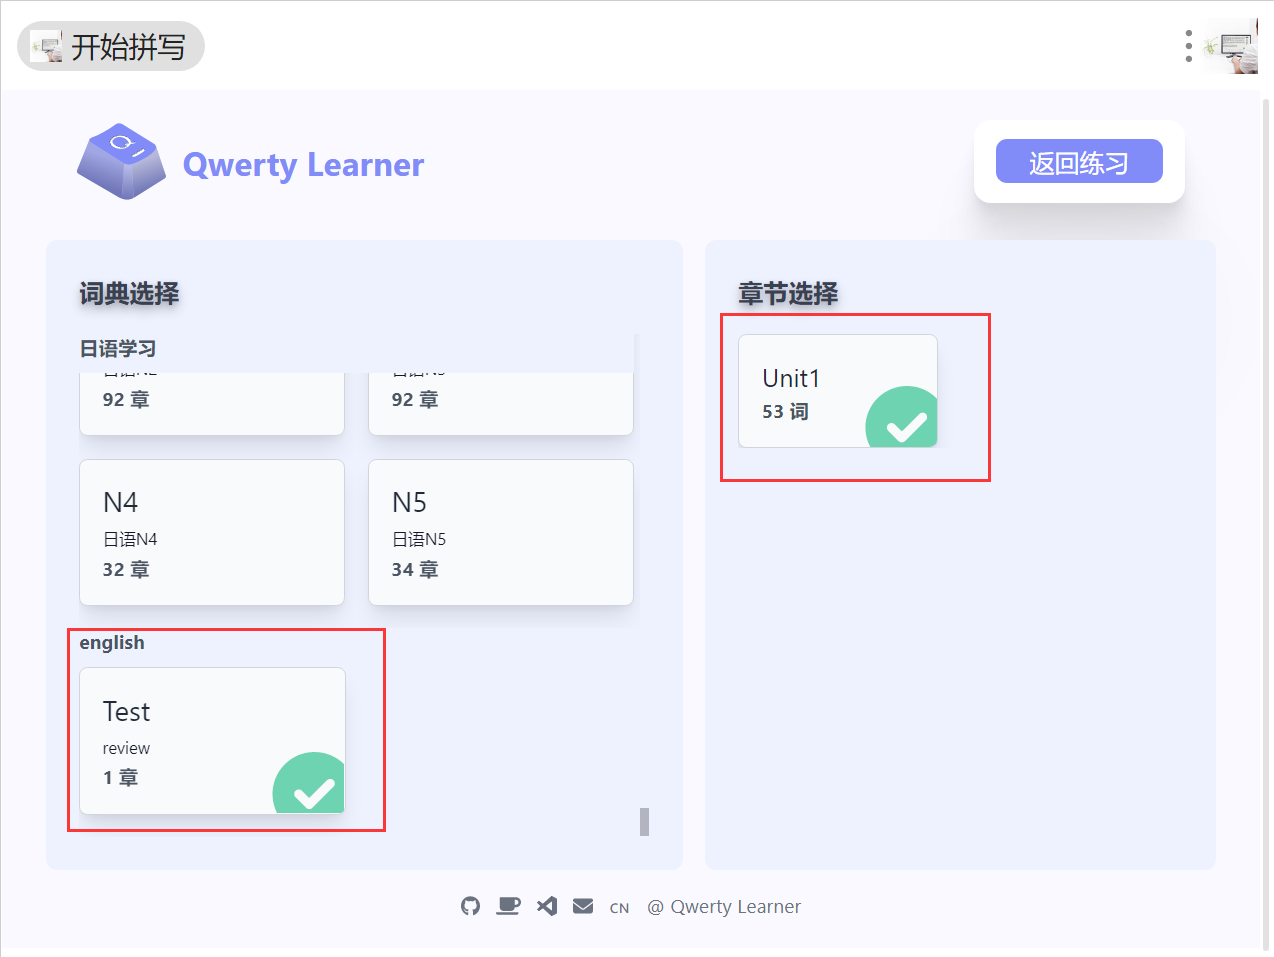 开始拼写
Qwerty Learner
返回练习
词典选择
日语学习
92 章
92 章
N4
日语N4
32 章
N5
日语N5
34 章
english
Test
review
1 章
章节选择
Unit1
53 词
CN @ Qwerty Learner